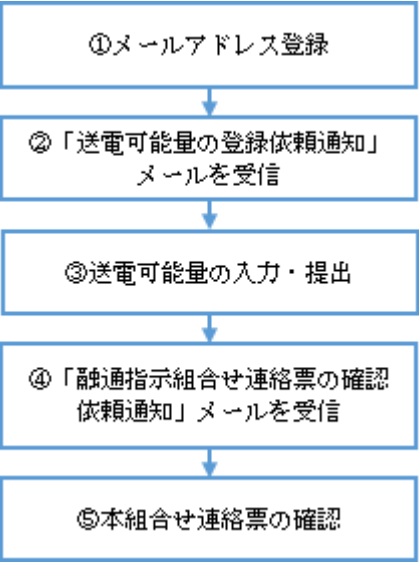 ①メールアドレス登録
②「送電可能量の登録依頼通知」
メールを受信
③送電可能量の入力・提出
④「融通指示組合せ連絡票の確認
依頼通知」メールを受信
⑤本組合せ連絡票の確認